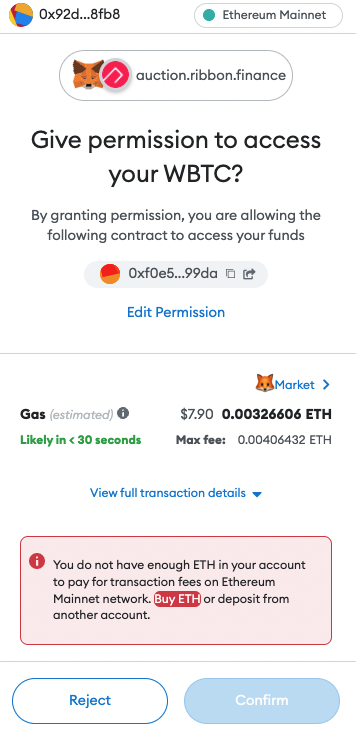 0x92d...8fb8
Ethereum Mainnet
auction.ribbon.finance
Give permission to access
your WBTC?
By granting permission, you are allowing the
following contract to access your funds
0xf0e5...99da
Edit Permission
Market
Gas (estimated) $7.90 0.00326606 ETH
Likely in < 30 seconds Max fee: 0.00406432 ETH
View full transaction details
You do not have enough ETH in your account
to pay for transaction fees on Ethereum
Mainnet network. Buy ETH or deposit from
another account.
Reject
Confirm